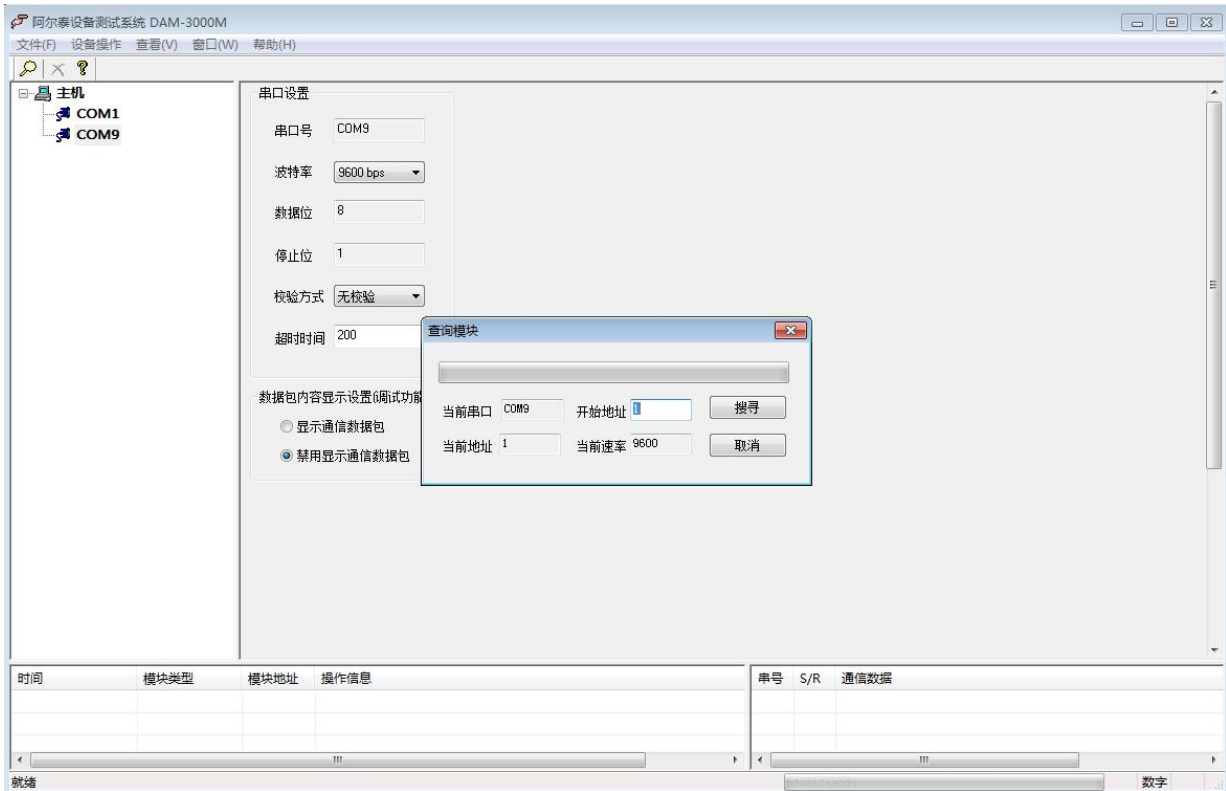 阿尔泰设备测试系统 DAM-3000M
文件(F) 设备操作 查看(V) 窗口(W) 帮助(H)
主机
COM1
COM9
串口设置
串口号 COM9
波特率 9600 bps
数据位 8
停止位 1
校验方式 无校验
超时时间 200
数据包内容显示设置(调试功能
显示通信数据包
禁用显示通信数据包
查询模块
当前串口 COM9 开始地址 1 搜寻
当前地址 1 当前速率 9600 取消
时间 模块类型 模块地址 操作信息
串号 S/R 通信数据
就绪 数字